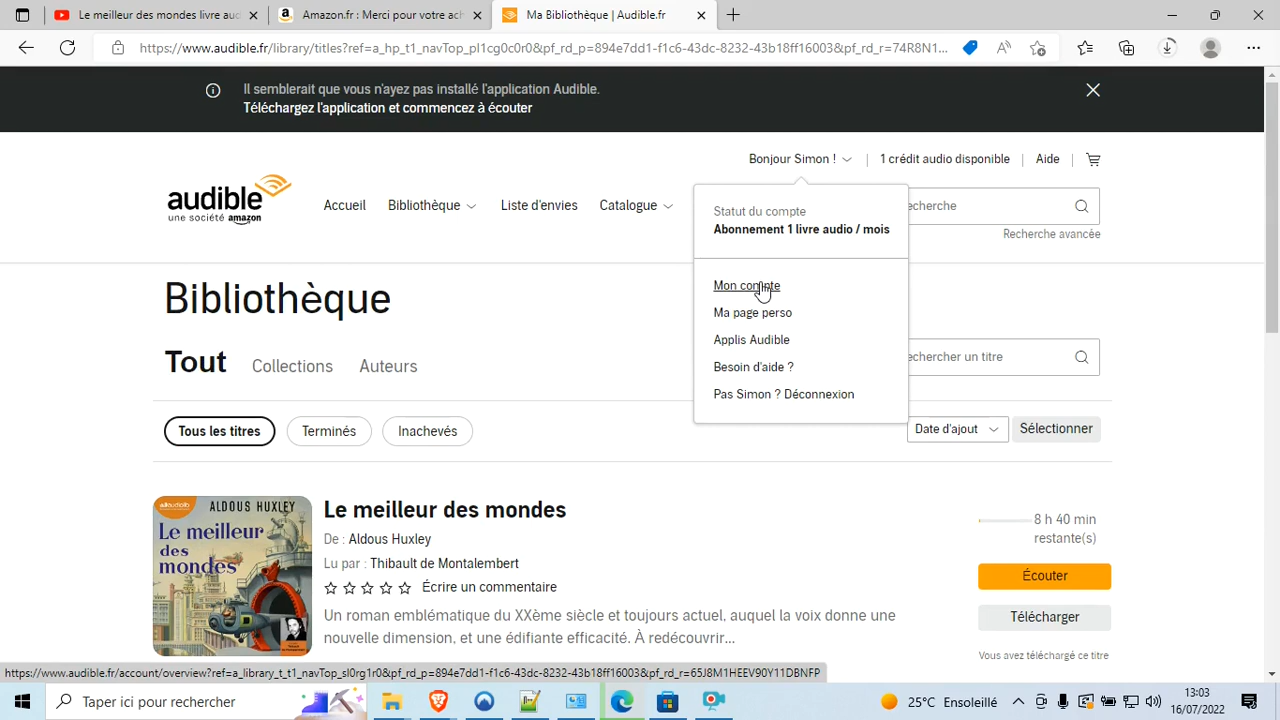 Le meilleur des mondes livre aud
Amazon.fr : Merci pour votre ach
Ma Bibliothèque | Audible.fr
https://www.audible.fr/library/titles?ref=a_hp_t1_navTop_pl1cg0c0r0&pf_rd_p=894e7dd1-f1c6-43dc-8232-43b18ff16003&pf_rd_r=74R8N1...
Il semblerait que vous n'ayez pas installé l'application Audible.
Téléchargez l'application et commencez à écouter
Bonjour Simon ! | 1 crédit audio disponible | Aide |
audible
une société amazon
Accueil Bibliothèque Liste d'envies Catalogue
echerche
Recherche avancée
Statut du compte
Abonnement 1 livre audio / mois
Mon compte
Ma page perso
Applis Audible
Besoin d'aide ?
Pas Simon ? Déconnexion
Bibliothèque
Tout Collections Auteurs
echercher un titre
Tous les titres Terminés Inachevés
Date d'ajout Sélectionner
audiolib
ALDOUS HUXLEY
Le meilleur
des
mondes
Le meilleur des mondes
De : Aldous Huxley
Lu par : Thibault de Montalembert
Écrire un commentaire
Un roman emblématique du XXème siècle et toujours actuel, auquel la voix donne une
nouvelle dimension, et une édifiante efficacité. À redécouvrir...
8 h 40 min
restante(s)
Écouter
Télécharger
Vous avez téléchargé ce titre
https://www.audible.fr/account/overview?ref=a_library_t_t1_navTop_sl0rg1r0&pf_rd_p=894e7dd1-f1c6-43dc-8232-43b18ff16003&pf_rd_r=65J8M1HEEV90Y11DBNFP
Taper ici pour rechercher
25°C Ensoleille
13:03
16/07/2022